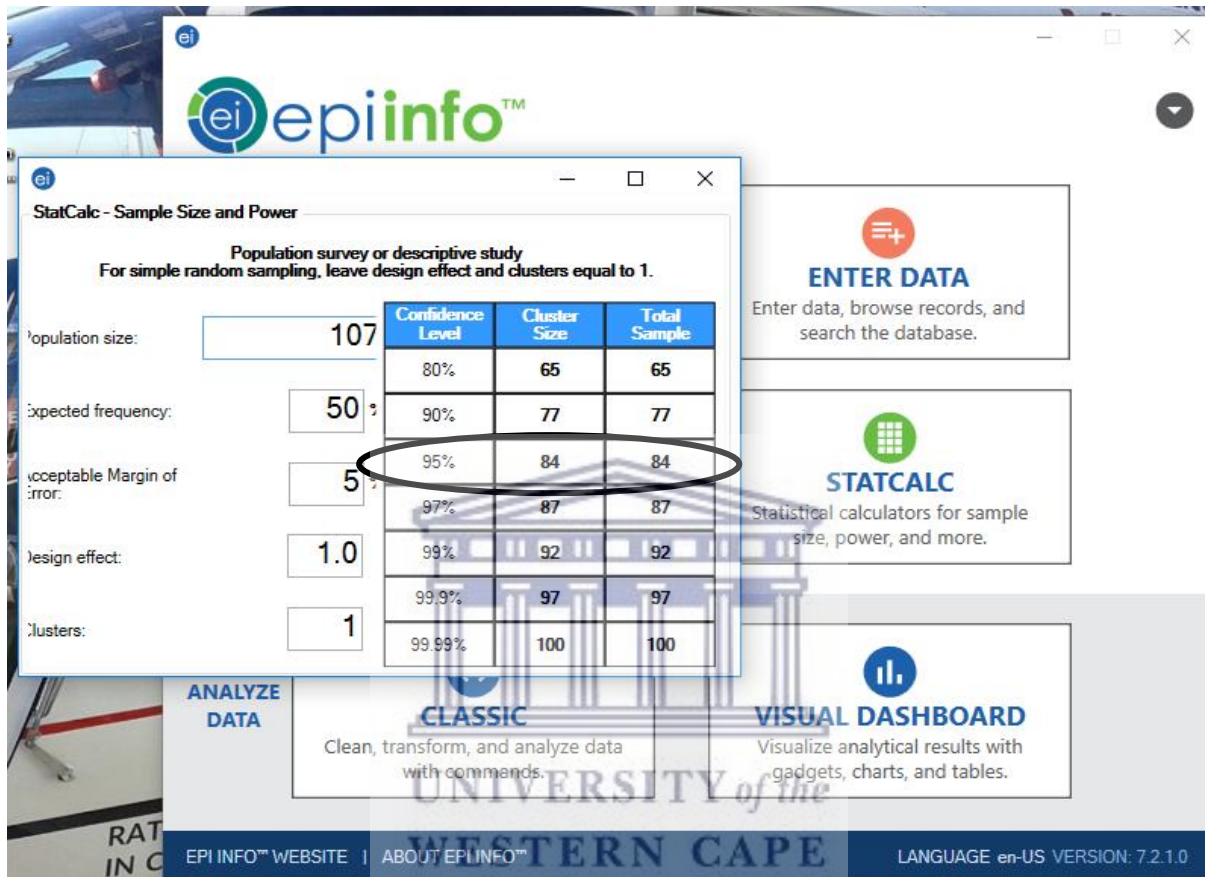 ei
ei epiinfo™
ei
StatCalc - Sample Size and Power
Population survey or descriptive study
For simple random sampling, leave design effect and clusters equal to 1.
Population size: 107
Expected frequency: 50 %
Acceptable Margin of Error: 5 %
Design effect: 1.0
Clusters: 1
Confidence Level Cluster Size Total Sample
80% 65 65
90% 77 77
95% 84 84
97% 87 87
99% 92 92
99.9% 97 97
99.99% 100 100
ENTER DATA
Enter data, browse records, and
search the database.
STATCALC
Statistical calculators for sample
size, power, and more.
ANALYZE
DATA
CLASSIC
Clean, transform, and analyze data
with commands.
VISUAL DASHBOARD
Visualize analytical results with
gadgets, charts, and tables.
UNIVERSITY of the
WESTERN CAPE
RAT
IN C
EPI INFO™ WEBSITE | ABOUT EPI INFO™
LANGUAGE en-US VERSION: 7.2.1.0